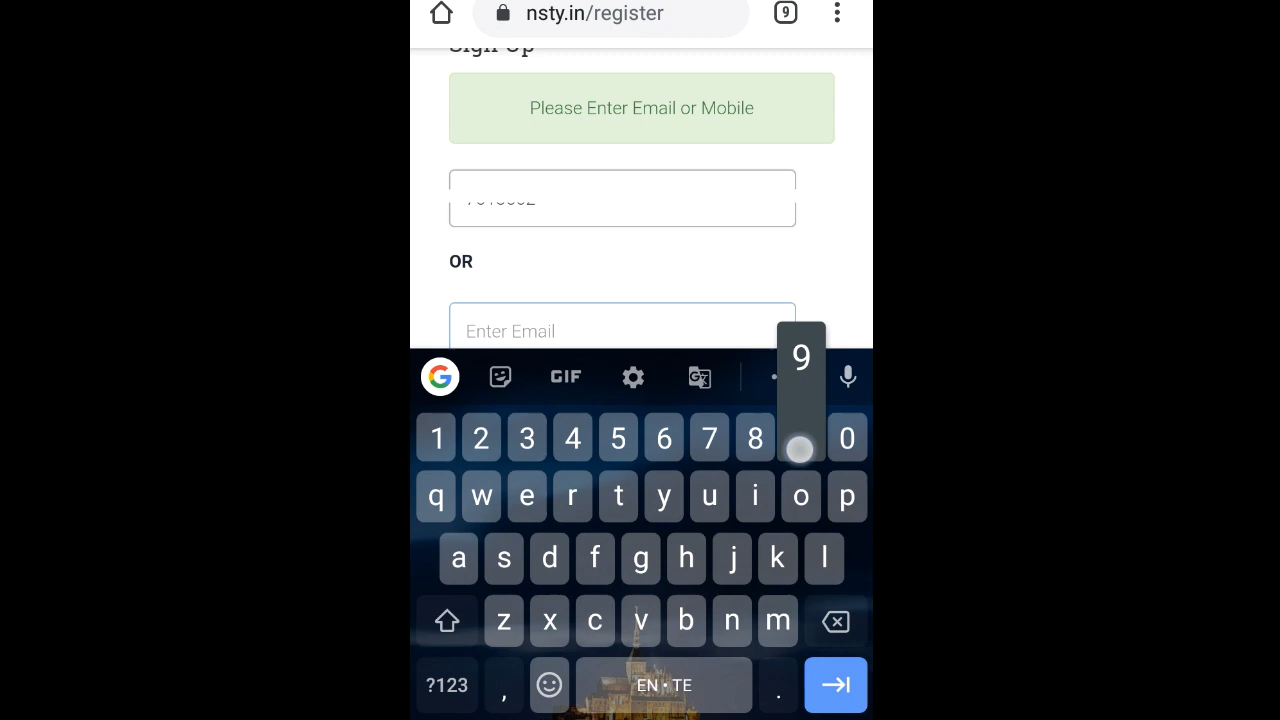 nsty.in/register
9
Sign Up
Please Enter Email or Mobile
OR
Enter Email
9
GIF
1 2 3 4 5 6 7 8 0
q w e r t y u i o p
a s d f g h j k l
z x c v b n m
?123 , EN • TE .